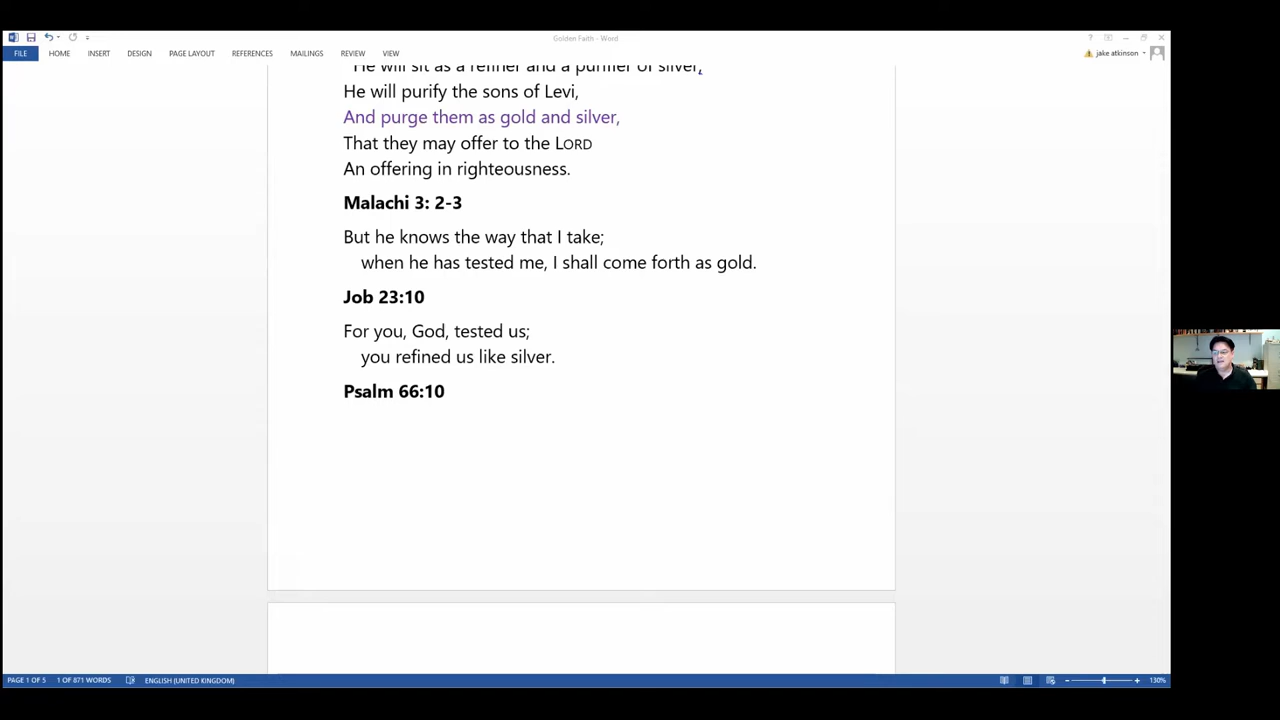 Golden Faith - Word
?
FILE HOME INSERT DESIGN PAGE LAYOUT REFERENCES MAILINGS REVIEW VIEW
jake atkinson
He will sit as a refiner and a purifier of silver;
He will purify the sons of Levi,
And purge them as gold and silver,
That they may offer to the LORD
An offering in righteousness.
Malachi 3: 2-3
But he knows the way that I take;
when he has tested me, I shall come forth as gold.
Job 23:10
For you, God, tested us;
you refined us like silver.
Psalm 66:10
PAGE 1 OF 5 1 OF 871 WORDS ENGLISH (UNITED KINGDOM) 130%